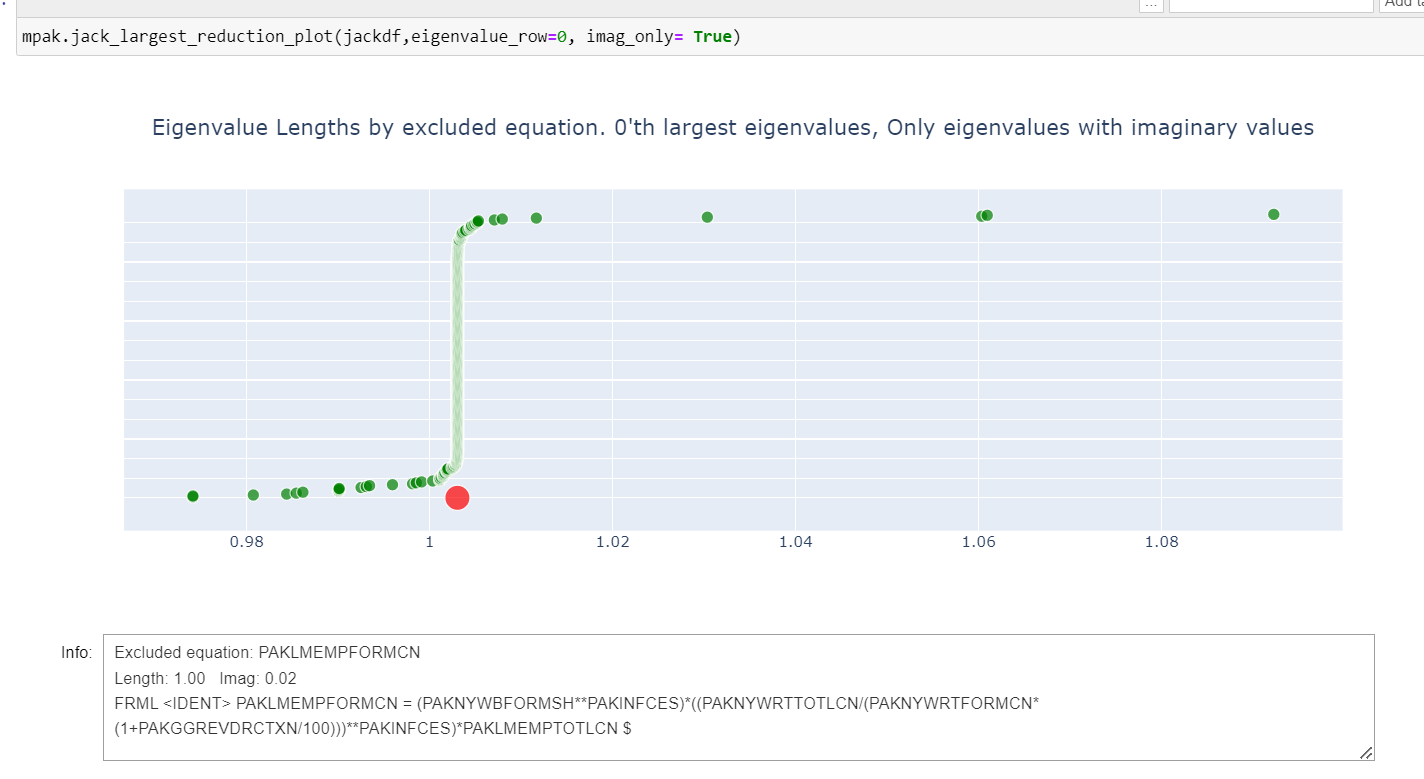 ...
mpak.jack_largest_reduction_plot(jackdf,eigenvalue_row=0, imag_only= True)
Eigenvalue Lengths by excluded equation. 0'th largest eigenvalues, Only eigenvalues with imaginary values
0.98 1 1.02 1.04 1.06 1.08
Info:
Excluded equation: PAKLMEMPFORMCN
Length: 1.00 Imag: 0.02
FRML <IDENT> PAKLMEMPFORMCN = (PAKNYWBFORMSH**PAKINFCES)*((PAKNYWRTTOTLCN/(PAKNYWRTFORMCN*
(1+PAKGGREVDRCTXN/100)))**PAKINFCES)*PAKLMEMPTOTLCN $